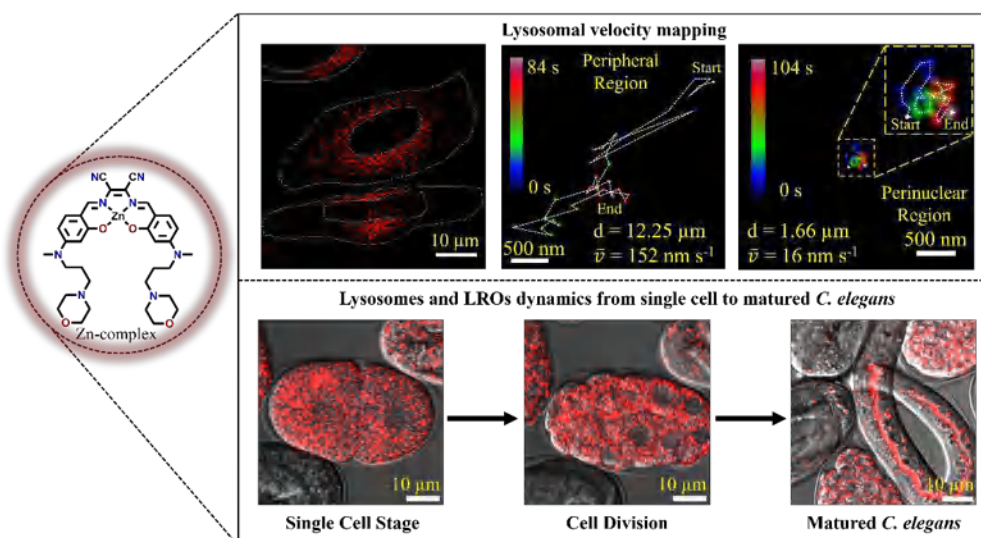 Lysosomal velocity mapping
10 µm
84 s
Peripheral
Region
Start
0 s
End
500 nm
d = 12.25 µm
v̄ = 152 nm s⁻¹
104 s
Start
End
0 s
Perinuclear
Region
d = 1.66 µm
v̄ = 16 nm s⁻¹
500 nm
NC
CN
N
N
Zn
O
O
N
N
N
N
O
O
Zn-complex
Lysosomes and LROs dynamics from single cell to matured C. elegans
10 µm
10 µm
10 µm
Single Cell Stage
Cell Division
Matured C. elegans